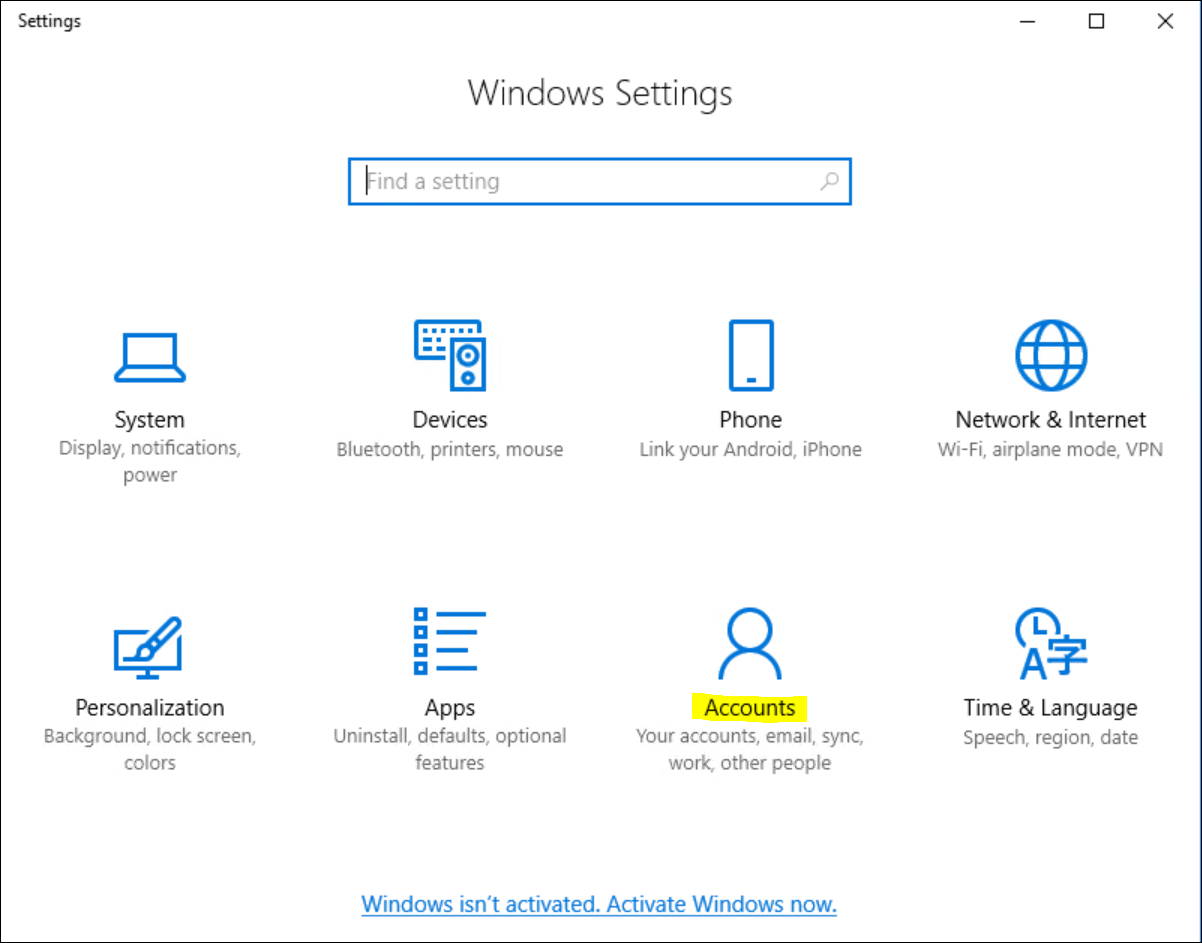 Settings
Windows Settings
Find a setting
System
Display, notifications,
power
Devices
Bluetooth, printers, mouse
Phone
Link your Android, iPhone
Network & Internet
Wi-Fi, airplane mode, VPN
Personalization
Background, lock screen,
colors
Apps
Uninstall, defaults, optional
features
Accounts
Your accounts, email, sync,
work, other people
A字
Time & Language
Speech, region, date
Windows isn't activated. Activate Windows now.